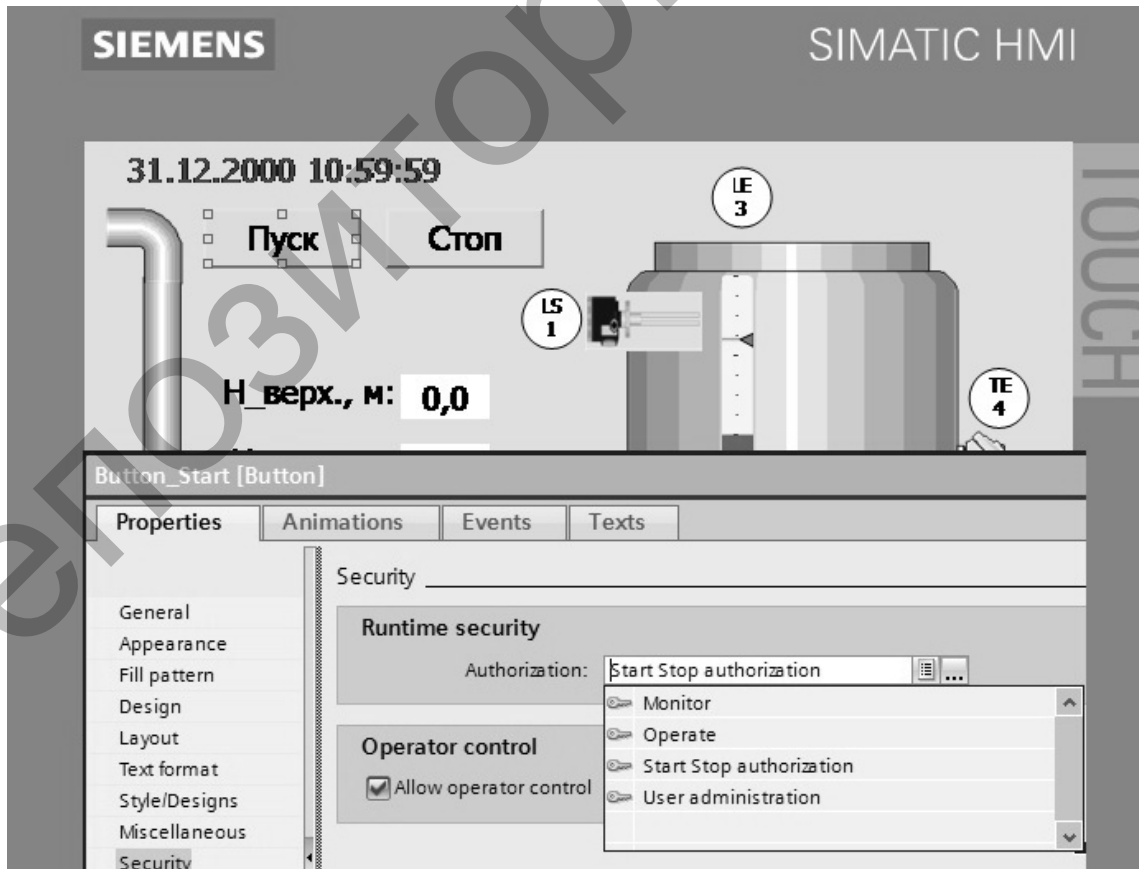 SIEMENS
SIMATIC HMI
TOUCH
31.12.2000 10:59:59
Пуск
Стоп
LE
3
LS
1
H_верх., м: 0,0
TE
4
Button_Start [Button]
Properties
Animations
Events
Texts
Security
General
Appearance
Fill pattern
Design
Layout
Text format
Style/Designs
Miscellaneous
Security
Runtime security
Authorization: Start Stop authorization
Monitor
Operate
Start Stop authorization
User administration
Operator control
Allow operator control